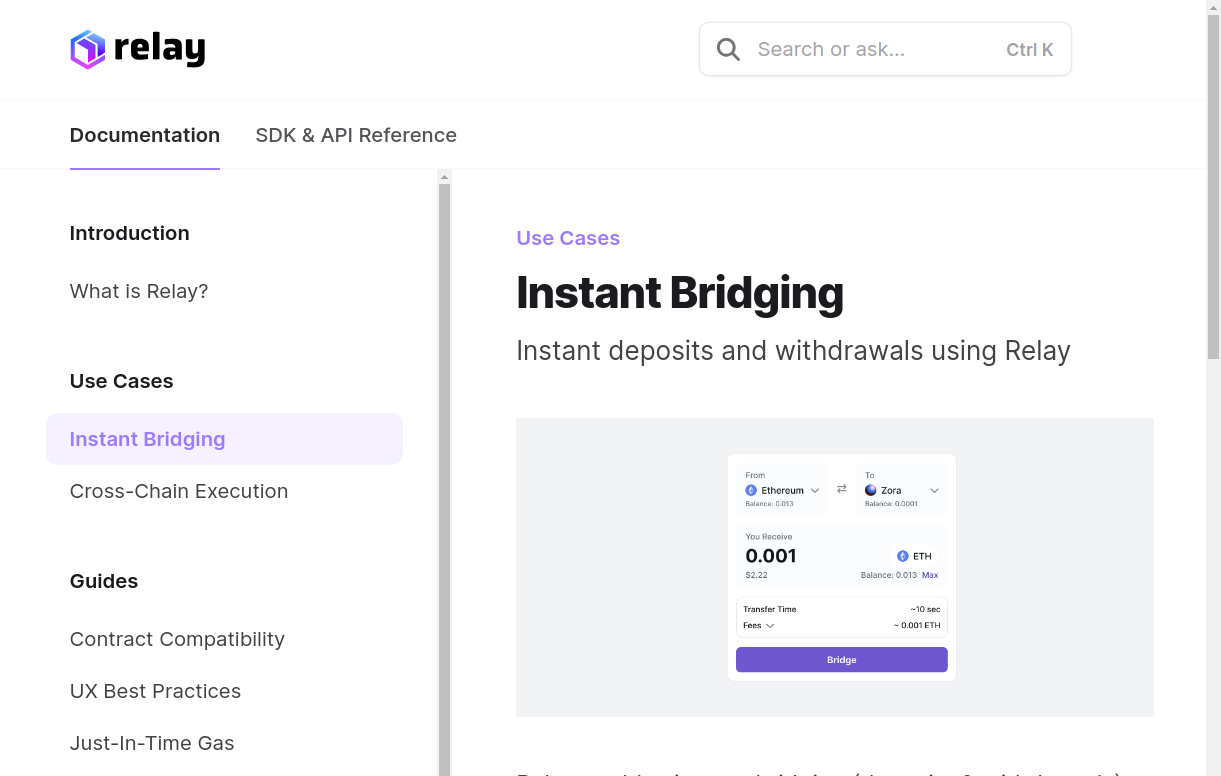 relay
Search or ask...
Ctrl K
Documentation
SDK & API Reference
Introduction
What is Relay?
Use Cases
Instant Bridging
Cross-Chain Execution
Guides
Contract Compatibility
UX Best Practices
Just-In-Time Gas
Use Cases
Instant Bridging
Instant deposits and withdrawals using Relay
From
To
Ethereum
Zora
Balance: 0.013
Balance: 0.0001
You Receive
0.001
ETH
$2.22
Balance: 0.013 Max
Transfer Time
~10 sec
Fees
~ 0.001 ETH
Bridge